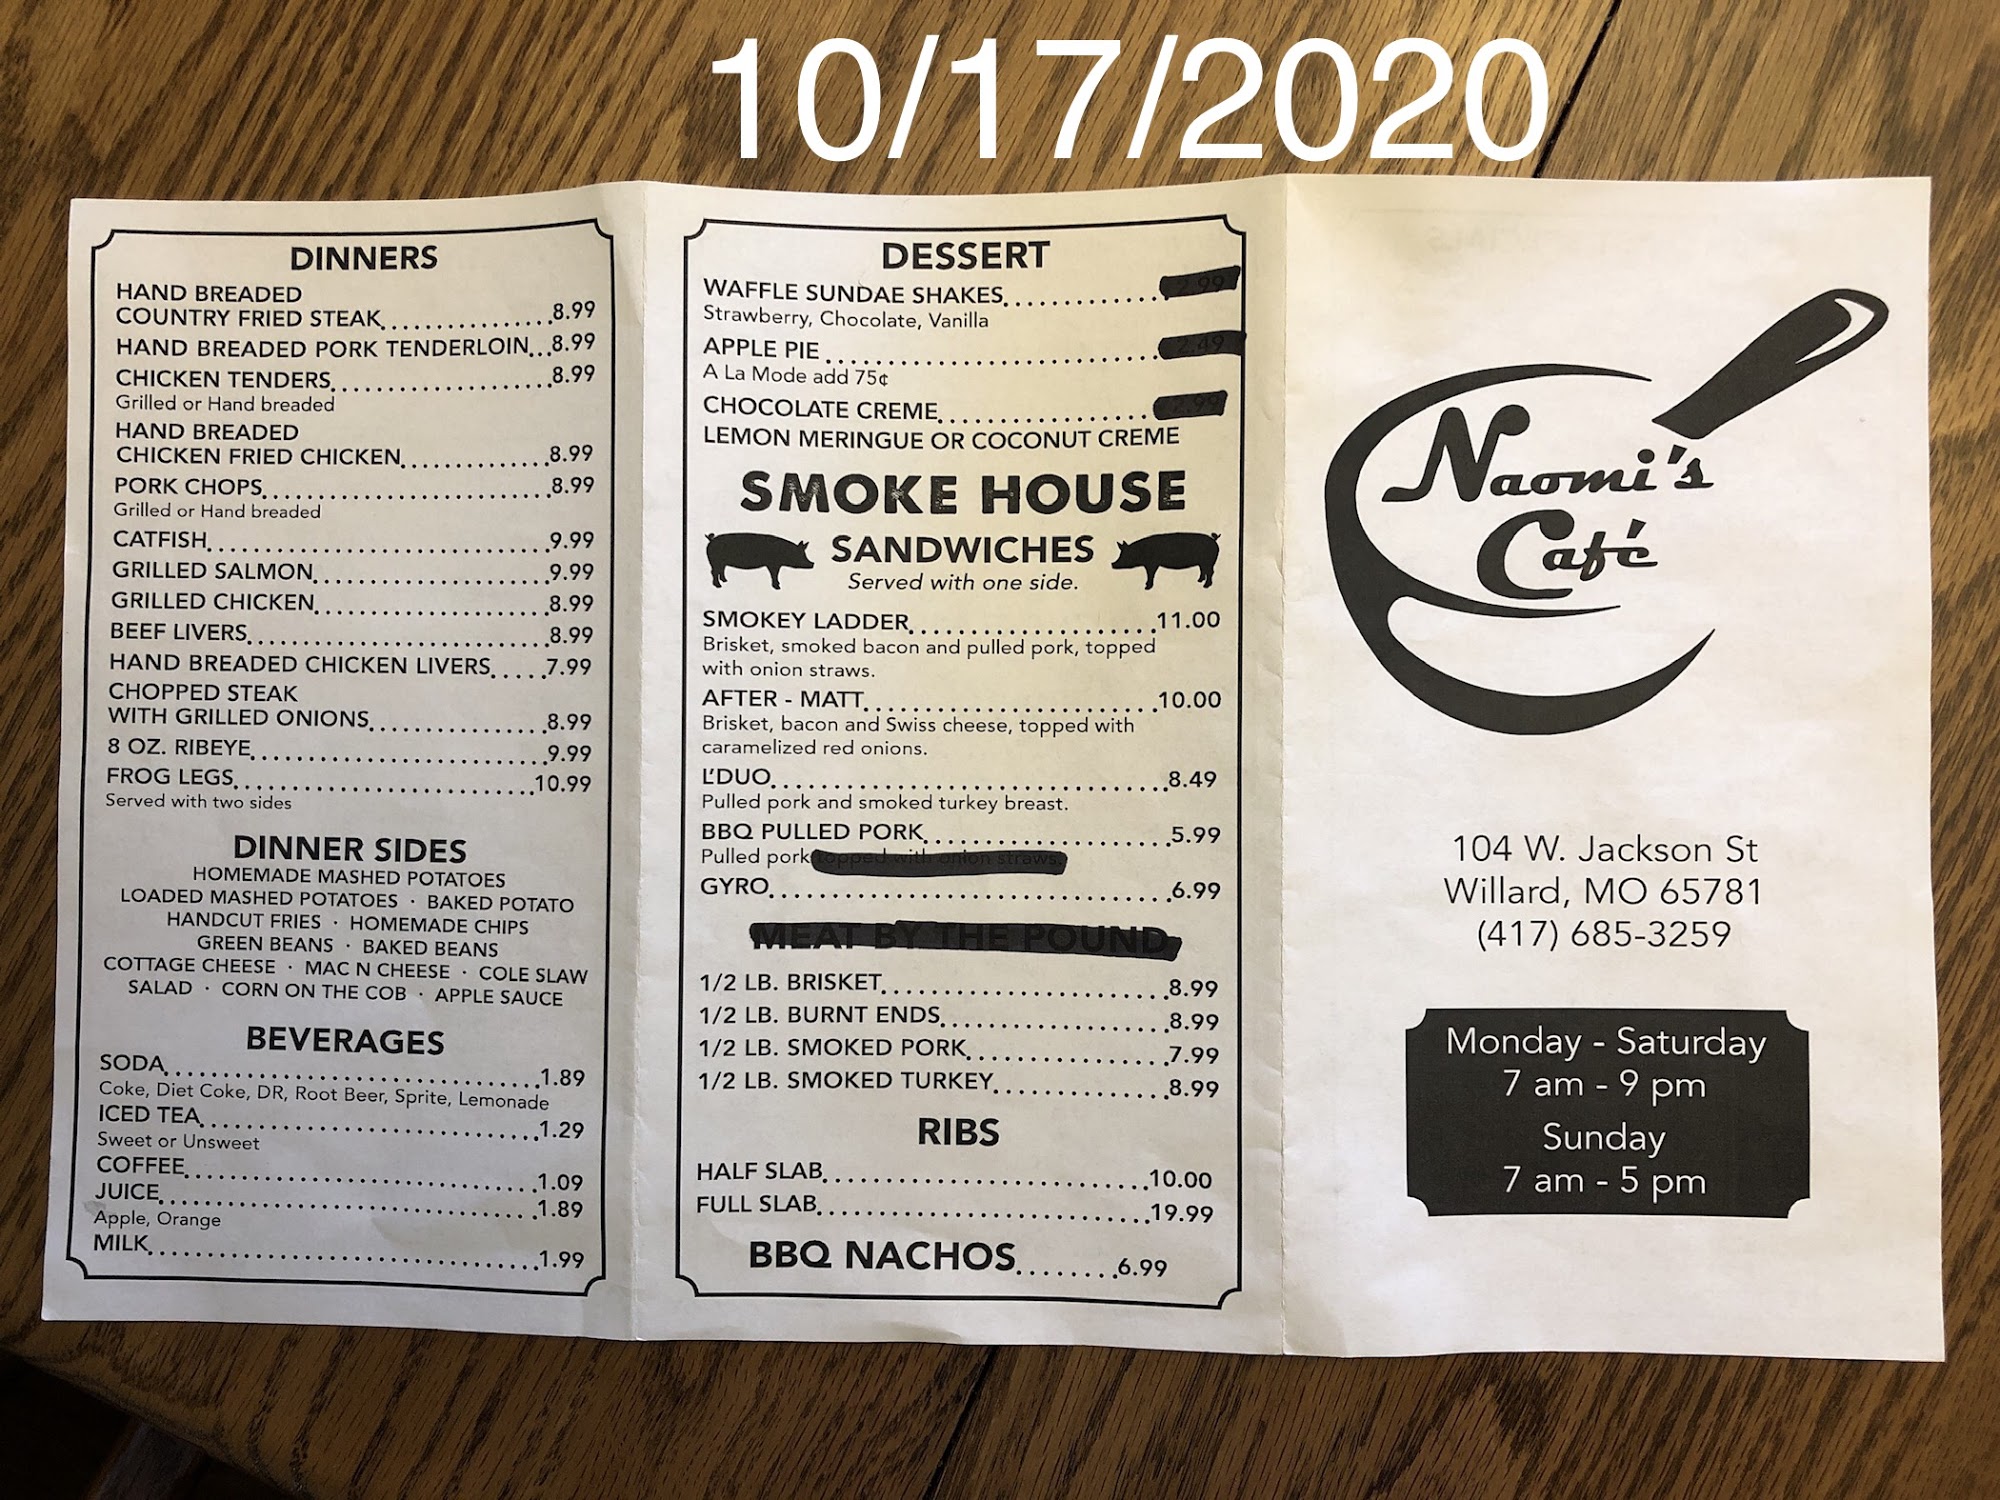 10/17/2020
DINNERS
HAND BREADED
COUNTRY FRIED STEAK................8.99
HAND BREADED PORK TENDERLOIN...8.99
CHICKEN TENDERS.....................8.99
Grilled or Hand breaded
HAND BREADED
CHICKEN FRIED CHICKEN..............8.99
PORK CHOPS...........................8.99
Grilled or Hand breaded
CATFISH................................9.99
GRILLED SALMON......................9.99
GRILLED CHICKEN......................8.99
BEEF LIVERS............................8.99
HAND BREADED CHICKEN LIVERS.....7.99
CHOPPED STEAK
WITH GRILLED ONIONS................8.99
8 OZ. RIBEYE............................9.99
FROG LEGS............................10.99
Served with two sides
DINNER SIDES
HOMEMADE MASHED POTATOES
LOADED MASHED POTATOES · BAKED POTATO
HANDCUT FRIES · HOMEMADE CHIPS
GREEN BEANS · BAKED BEANS
COTTAGE CHEESE · MAC N CHEESE · COLE SLAW
SALAD · CORN ON THE COB · APPLE SAUCE
BEVERAGES
SODA...................................1.89
Coke, Diet Coke, DR, Root Beer, Sprite, Lemonade
ICED TEA...............................1.29
Sweet or Unsweet
COFFEE.................................1.09
JUICE...................................1.89
Apple, Orange
MILK....................................1.99
DESSERT
WAFFLE SUNDAE SHAKES..............2.99
Strawberry, Chocolate, Vanilla
APPLE PIE..............................2.49
A La Mode add 75¢
CHOCOLATE CREME...................2.99
LEMON MERINGUE OR COCONUT CREME
SMOKE HOUSE
SANDWICHES
Served with one side.
SMOKEY LADDER......................11.00
Brisket, smoked bacon and pulled pork, topped
with onion straws.
AFTER - MATT..........................10.00
Brisket, bacon and Swiss cheese, topped with
caramelized red onions.
L'DUO...................................8.49
Pulled pork and smoked turkey breast.
BBQ PULLED PORK.....................5.99
Pulled pork topped with onion straws.
GYRO...................................6.99
MEAT BY THE POUND
1/2 LB. BRISKET........................8.99
1/2 LB. BURNT ENDS...................8.99
1/2 LB. SMOKED PORK.................7.99
1/2 LB. SMOKED TURKEY..............8.99
RIBS
HALF SLAB.............................10.00
FULL SLAB.............................19.99
BBQ NACHOS........6.99
Naomi's
Café
104 W. Jackson St
Willard, MO 65781
(417) 685-3259
Monday - Saturday
7 am - 9 pm
Sunday
7 am - 5 pm